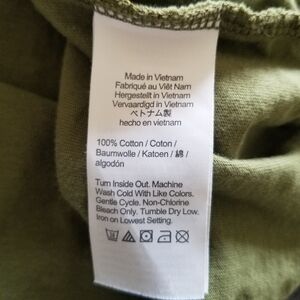 Made in Vietnam
Fabriqué au Viêt Nam
Hergestellt in Vietnam
Vervaardigd in Vietnam
ベトナム製
hecho en vietnam
100% Cotton / Coton /
Baumwolle / Katoen / 綿 /
algodón
Turn Inside Out. Machine
Wash Cold With Like Colors.
Gentle Cycle. Non-Chlorine
Bleach Only. Tumble Dry Low.
Iron on Lowest Setting.